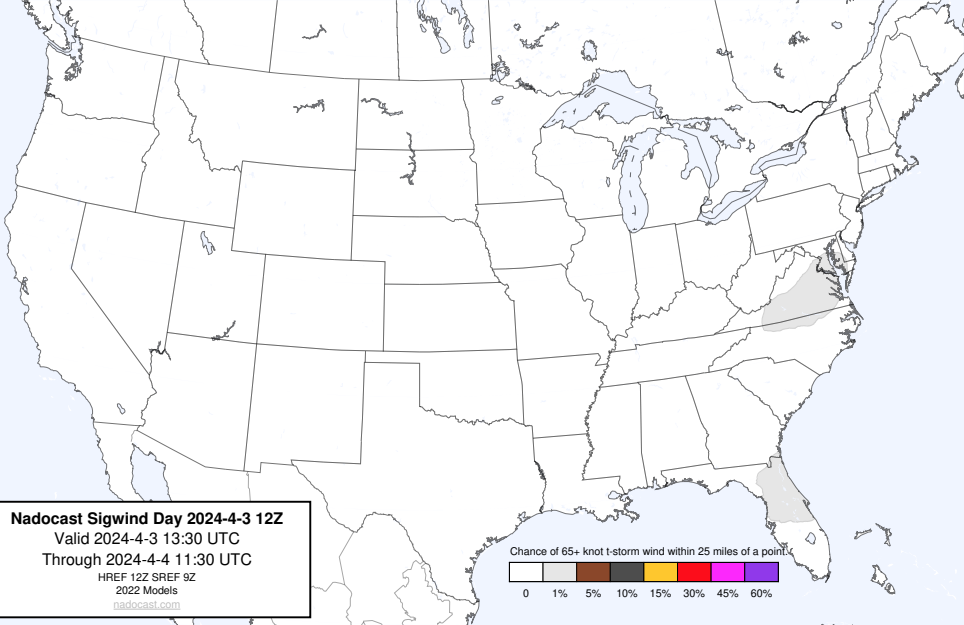 Nadocast Sigwind Day 2024-4-3 12Z
Valid 2024-4-3 13:30 UTC
Through 2024-4-4 11:30 UTC
HREF 12Z SREF 9Z
2022 Models
nadocast.com
Chance of 65+ knot t-storm wind within 25 miles of a point.
0 1% 5% 10% 15% 30% 45% 60%